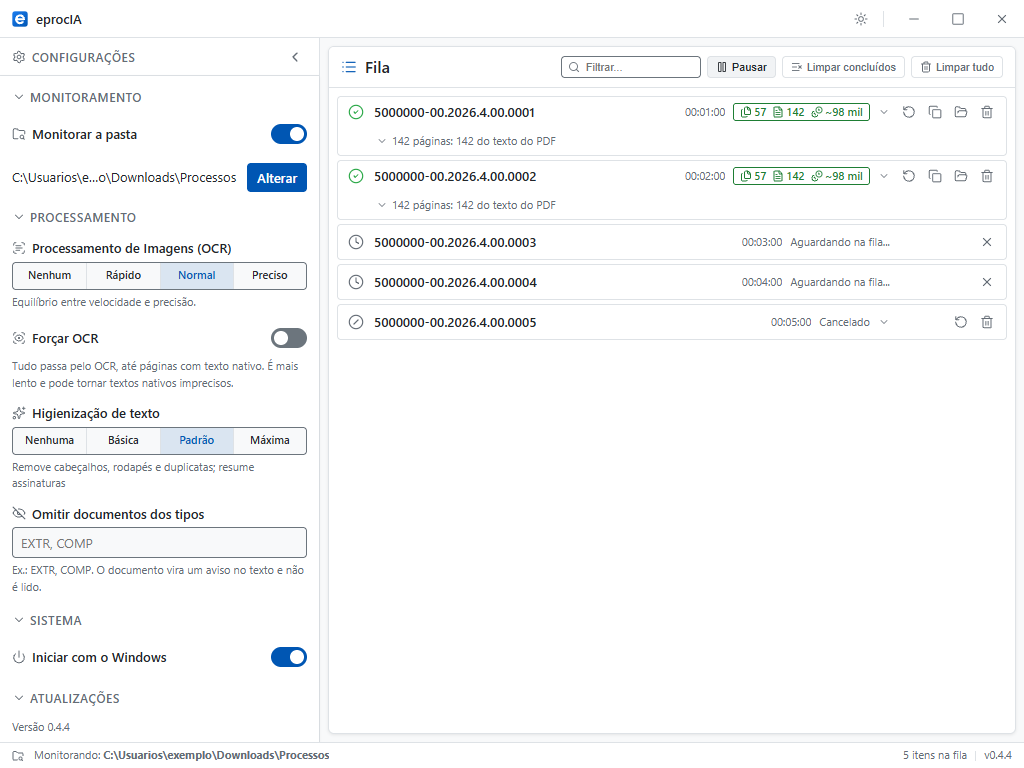 eprocIA
CONFIGURAÇÕES
MONITORAMENTO
Monitorar a pasta
C:\Usuarios\e...o\Downloads\Processos
Alterar
PROCESSAMENTO
Processamento de Imagens (OCR)
Nenhum Rápido Normal Preciso
Equilíbrio entre velocidade e precisão.
Forçar OCR
Tudo passa pelo OCR, até páginas com texto nativo. É mais
lento e pode tornar textos nativos imprecisos.
Higienização de texto
Nenhuma Básica Padrão Máxima
Remove cabeçalhos, rodapés e duplicatas; resume
assinaturas
Omitir documentos dos tipos
EXTR, COMP
Ex.: EXTR, COMP. O documento vira um aviso no texto e não
é lido.
SISTEMA
Iniciar com o Windows
ATUALIZAÇÕES
Versão 0.4.4
Fila
Filtrar...
Pausar
Limpar concluídos
Limpar tudo
5000000-00.2026.4.00.0001 00:01:00 57 142 ~98 mil
142 páginas: 142 do texto do PDF
5000000-00.2026.4.00.0002 00:02:00 57 142 ~98 mil
142 páginas: 142 do texto do PDF
5000000-00.2026.4.00.0003 00:03:00 Aguardando na fila...
5000000-00.2026.4.00.0004 00:04:00 Aguardando na fila...
5000000-00.2026.4.00.0005 00:05:00 Cancelado
Monitorando: C:\Usuarios\exemplo\Downloads\Processos
5 itens na fila v0.4.4